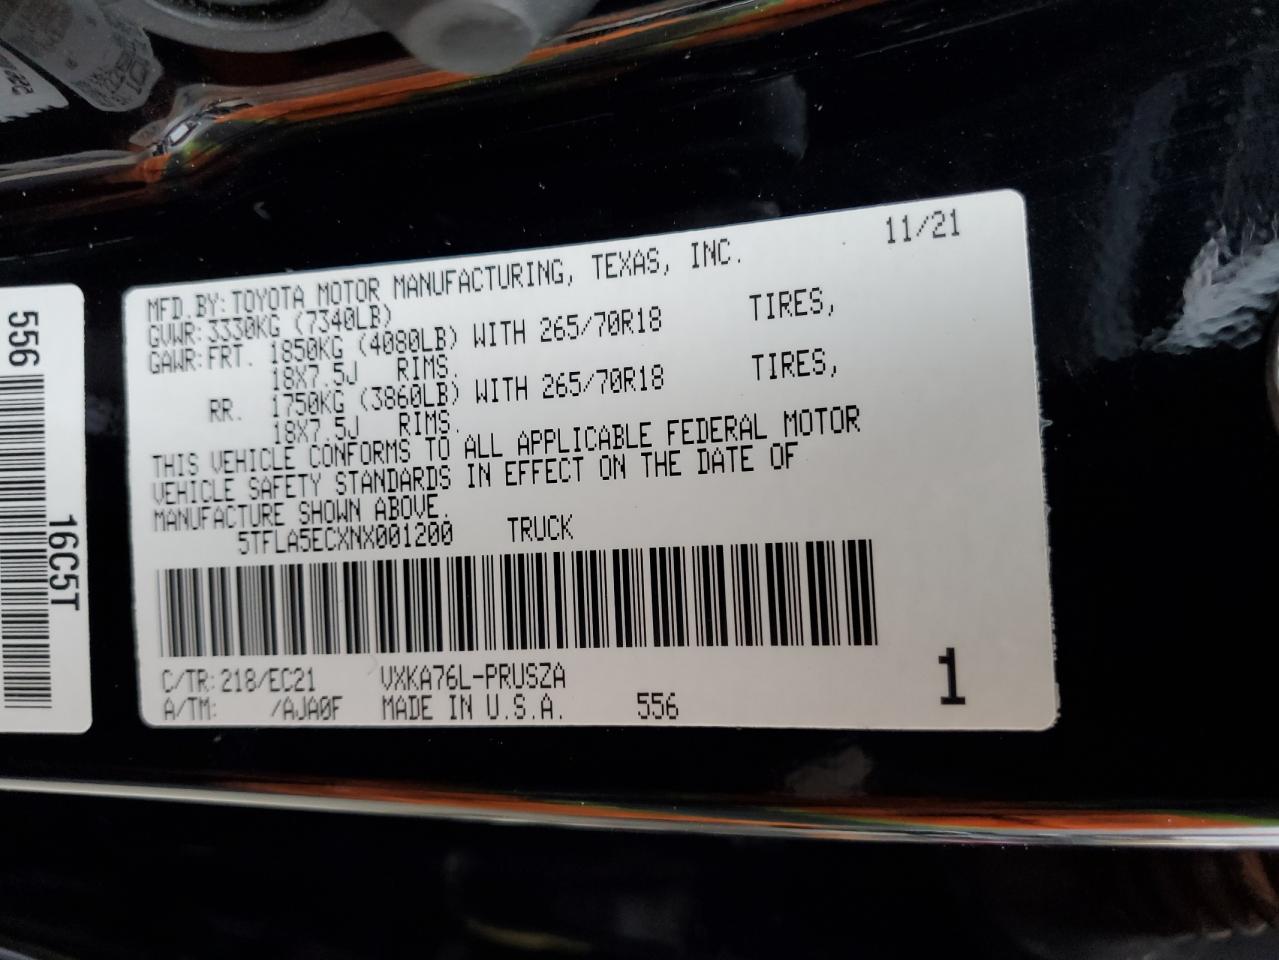 11/21
MFD.BY:TOYOTA MOTOR MANUFACTURING, TEXAS, INC.
GVWR:3330KG (7340LB)
GAWR:FRT. 1850KG (4080LB) WITH 265/70R18 TIRES,
18X7.5J RIMS.
RR. 1750KG (3860LB) WITH 265/70R18 TIRES,
18X7.5J RIMS.
THIS VEHICLE CONFORMS TO ALL APPLICABLE FEDERAL MOTOR
VEHICLE SAFETY STANDARDS IN EFFECT ON THE DATE OF
MANUFACTURE SHOWN ABOVE.
5TFLA5ECXNX001200 TRUCK
C/TR:218/EC21 VXKA76L-PRUSZA
A/TM: /AJA0F MADE IN U.S.A. 556
1
556
16C5T